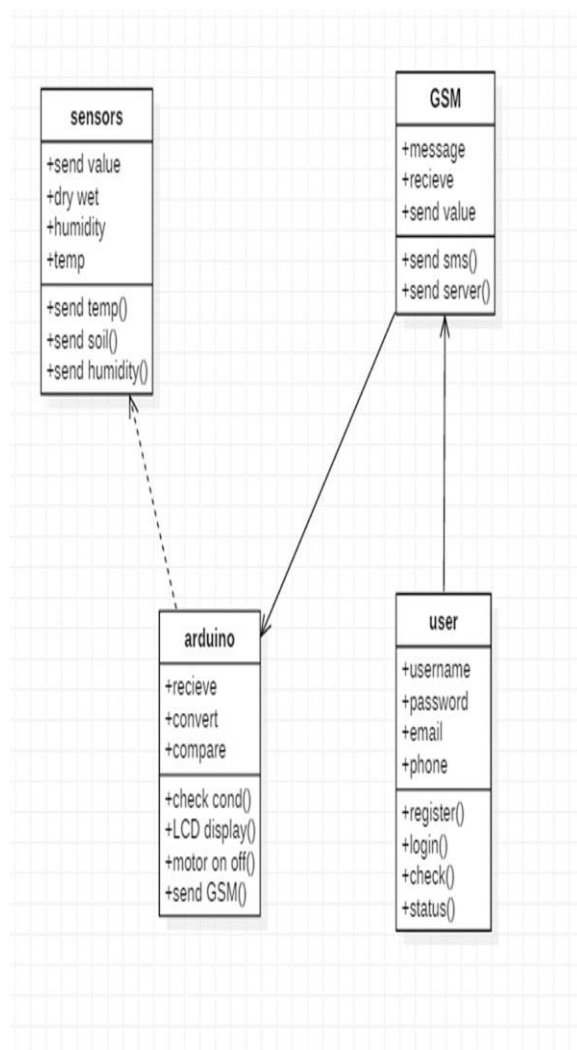 sensors
+send value
+dry wet
+humidity
+temp
+send temp()
+send soil()
+send humidity()
GSM
+message
+recieve
+send value
+send sms()
+send server()
arduino
+recieve
+convert
+compare
+check cond()
+LCD display()
+motor on off()
+send GSM()
user
+username
+password
+email
+phone
+register()
+login()
+check()
+status()